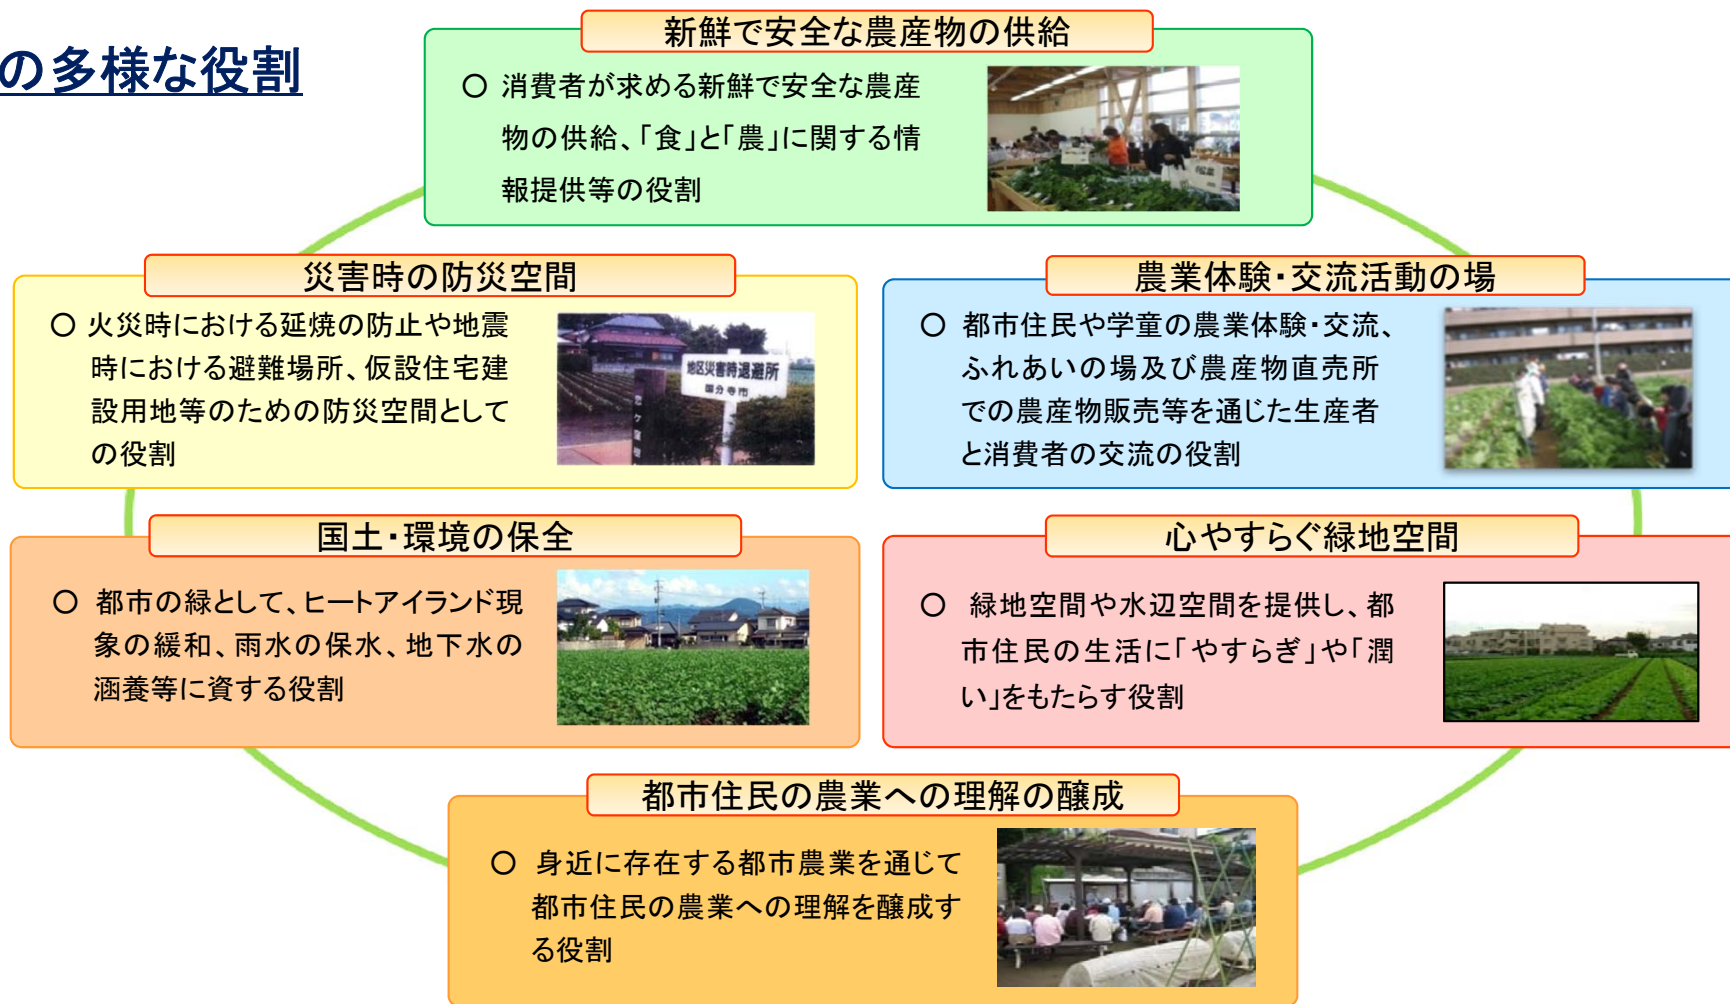 の多様な役割
新鮮で安全な農産物の供給
○ 消費者が求める新鮮で安全な農産
物の供給、「食」と「農」に関する情
報提供等の役割
災害時の防災空間
○ 火災時における延焼の防止や地震
時における避難場所、仮設住宅建
設用地等のための防災空間として
の役割
地区災害時退避所
国分寺市
農業体験・交流活動の場
○ 都市住民や学童の農業体験・交流、
ふれあいの場及び農産物直売所
での農産物販売等を通じた生産者
と消費者の交流の役割
国土・環境の保全
○ 都市の緑として、ヒートアイランド現
象の緩和、雨水の保水、地下水の
涵養等に資する役割
心やすらぐ緑地空間
○ 緑地空間や水辺空間を提供し、都
市住民の生活に「やすらぎ」や「潤
い」をもたらす役割
都市住民の農業への理解の醸成
○ 身近に存在する都市農業を通じて
都市住民の農業への理解を醸成す
る役割